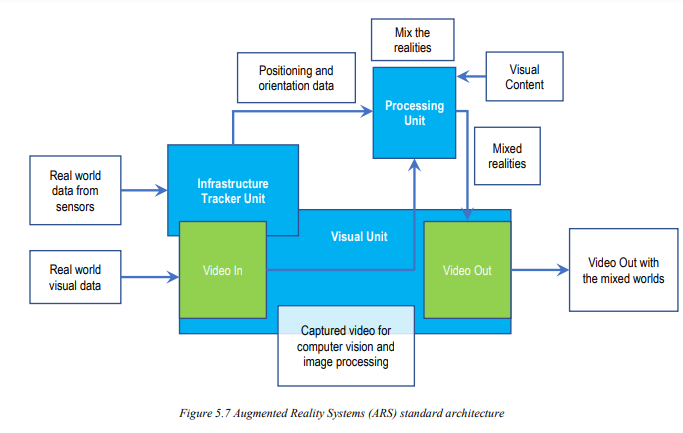 Mix the
realities
Positioning and
orientation data
Visual
Content
Processing
Unit
Mixed
realities
Real world
data from
sensors
Infrastructure
Tracker Unit
Visual Unit
Real world
visual data
Video In
Video Out
Video Out with
the mixed worlds
Captured video for
computer vision and
image processing
Figure 5.7 Augmented Reality Systems (ARS) standard architecture